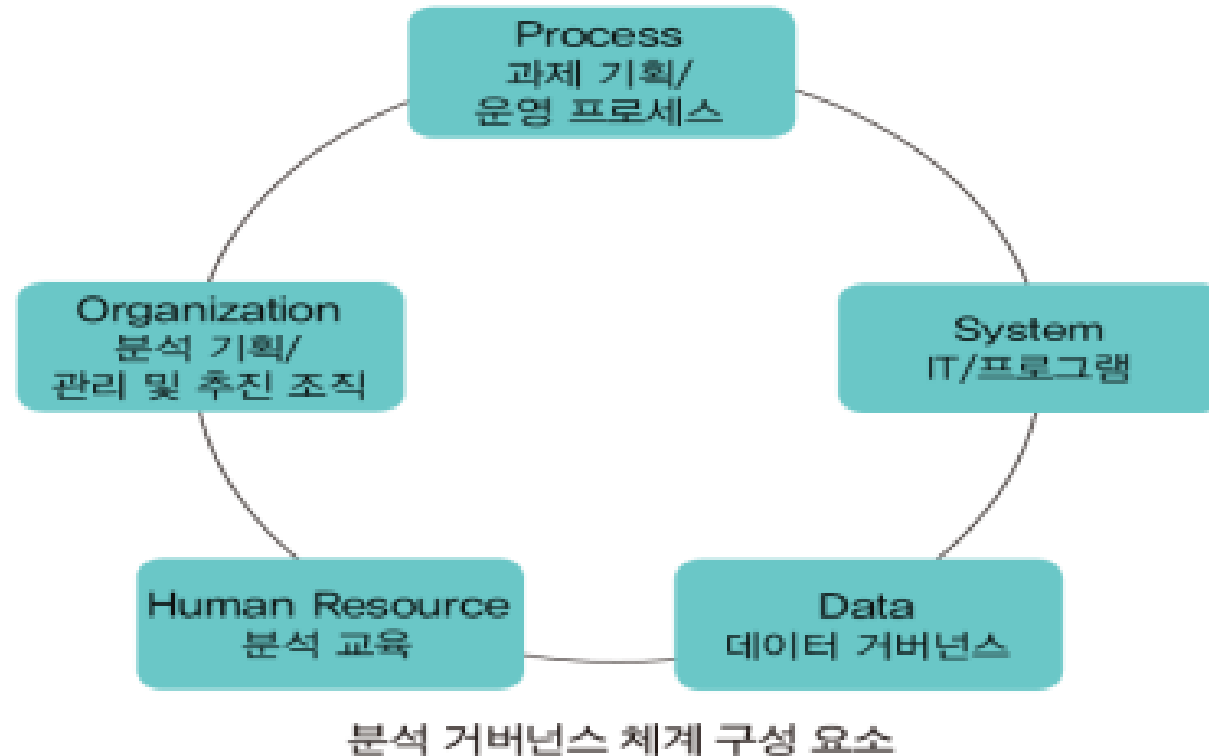 Process
과제 기획/
운영 프로세스
Organization
분석 기획/
관리 및 추진 조직
System
IT/프로그램
Human Resource
분석 교육
Data
데이터 거버넌스
분석 거버넌스 체계 구성 요소